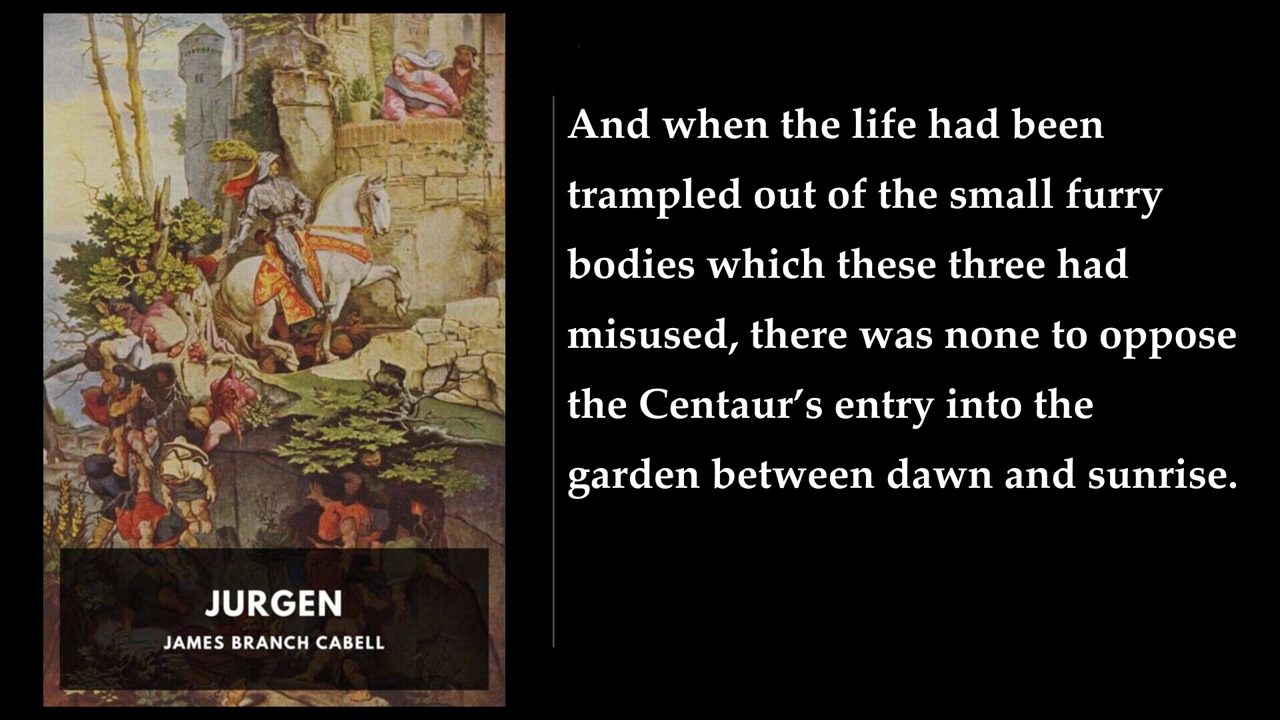 JURGEN
JAMES BRANCH CABELL
And when the life had been
trampled out of the small furry
bodies which these three had
misused, there was none to oppose
the Centaur’s entry into the
garden between dawn and sunrise.